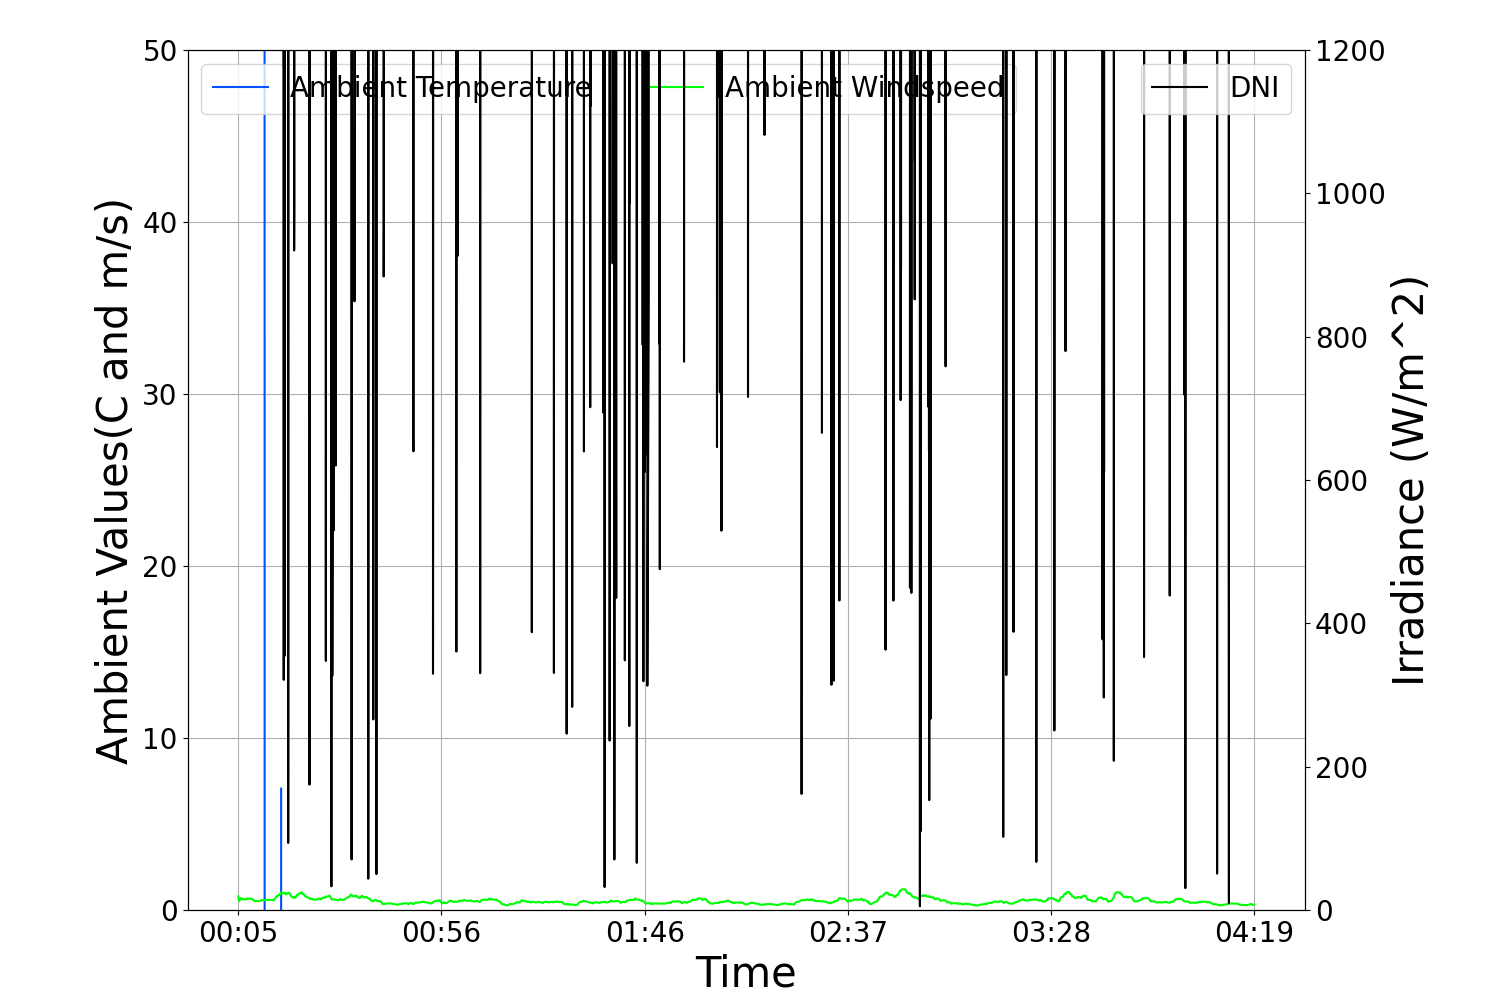 50
40
30
20
10
0
Ambient Values(C and m/s)
Ambient Temperature
Ambient Windspeed
DNI
1200
1000
800
600
400
200
0
Irradiance (W/m^2)
00:05 00:56 01:46 02:37 03:28 04:19
Time